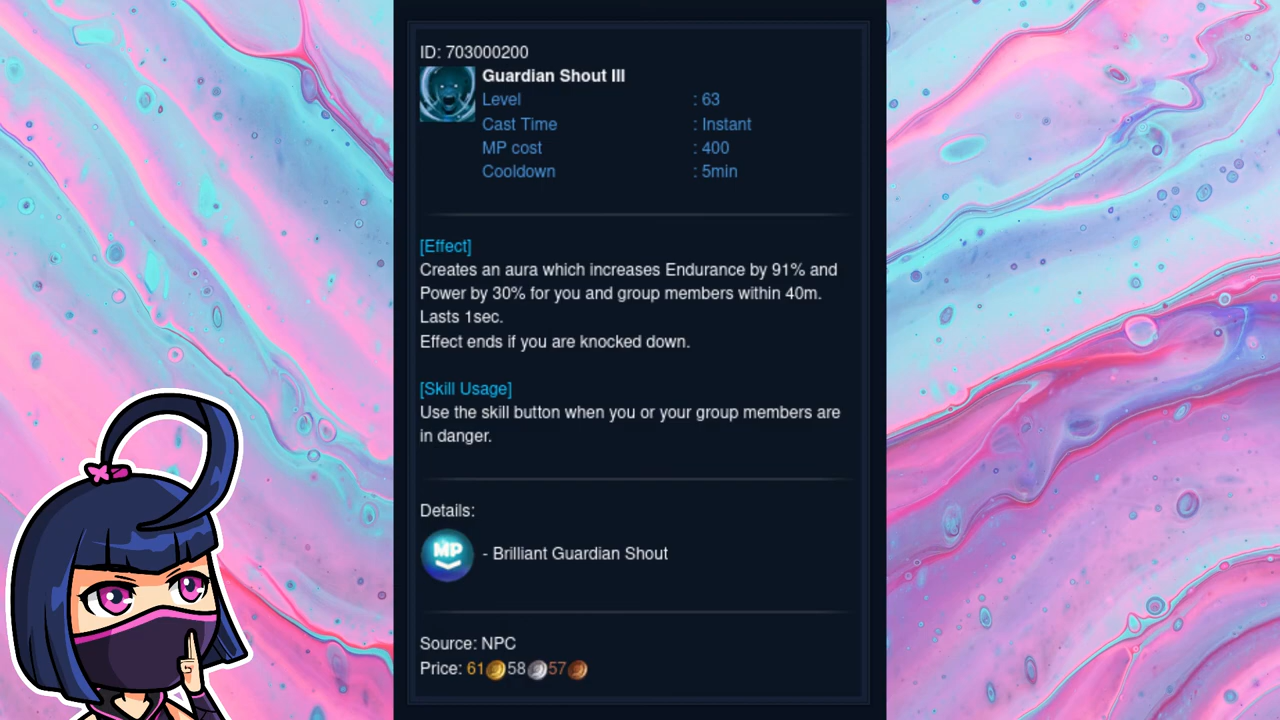 ID: 703000200
Guardian Shout III
Level : 63
Cast Time : Instant
MP cost : 400
Cooldown : 5min
[Effect]
Creates an aura which increases Endurance by 91% and
Power by 30% for you and group members within 40m.
Lasts 1sec.
Effect ends if you are knocked down.
[Skill Usage]
Use the skill button when you or your group members are
in danger.
Details:
MP - Brilliant Guardian Shout
Source: NPC
Price: 61 58 57